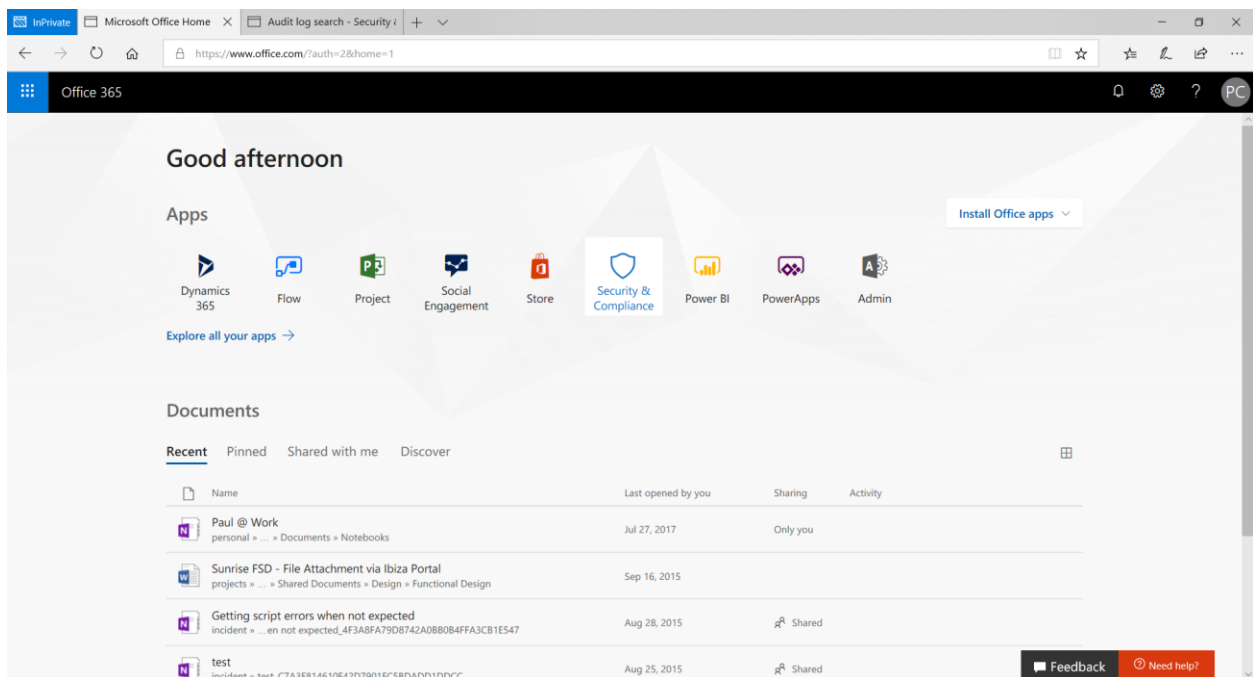 InPrivate
Microsoft Office Home
Audit log search - Security &
https://www.office.com/?auth=2&home=1
Office 365
PC
Good afternoon
Apps
Install Office apps
Dynamics
365
Flow
Project
Social
Engagement
Store
Security &
Compliance
Power BI
PowerApps
Admin
Explore all your apps →
Documents
Recent Pinned Shared with me Discover
Name Last opened by you Sharing Activity
Paul @ Work
personal » ... » Documents » Notebooks
Jul 27, 2017 Only you
Sunrise FSD - File Attachment via Ibiza Portal
projects » ... » Shared Documents » Design » Functional Design
Sep 16, 2015
Getting script errors when not expected
incident » ...en not expected_4F3A8FA79D8742A0BB0B4FFA3CB1E547
Aug 28, 2015 Shared
test
Aug 25, 2015 Shared
Feedback
Need help?